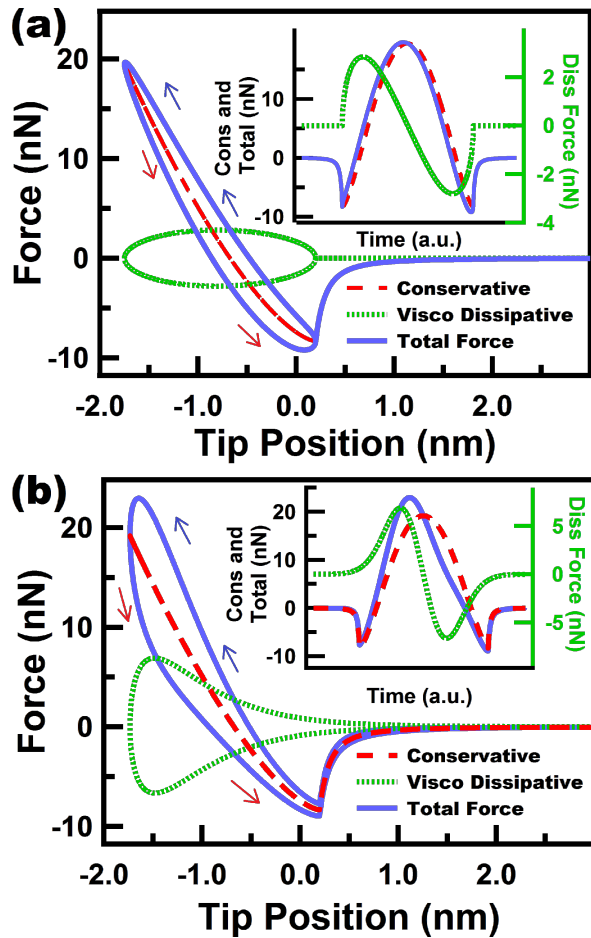 (a)
Force (nN)
20
10
0
-10
-2.0
-1.0
0.0
1.0
2.0
Tip Position (nm)
Cons and
Total (nN)
20
10
0
-10
Time (a.u.)
Diss Force (nN)
2
0
-2
-4
Conservative
Visco Dissipative
Total Force
(b)
Force (nN)
20
10
0
-10
-2.0
-1.0
0.0
1.0
2.0
Tip Position (nm)
Cons and
Total (nN)
20
10
0
-10
Time (a.u.)
Diss Force (nN)
5
0
-5
Conservative
Visco Dissipative
Total Force